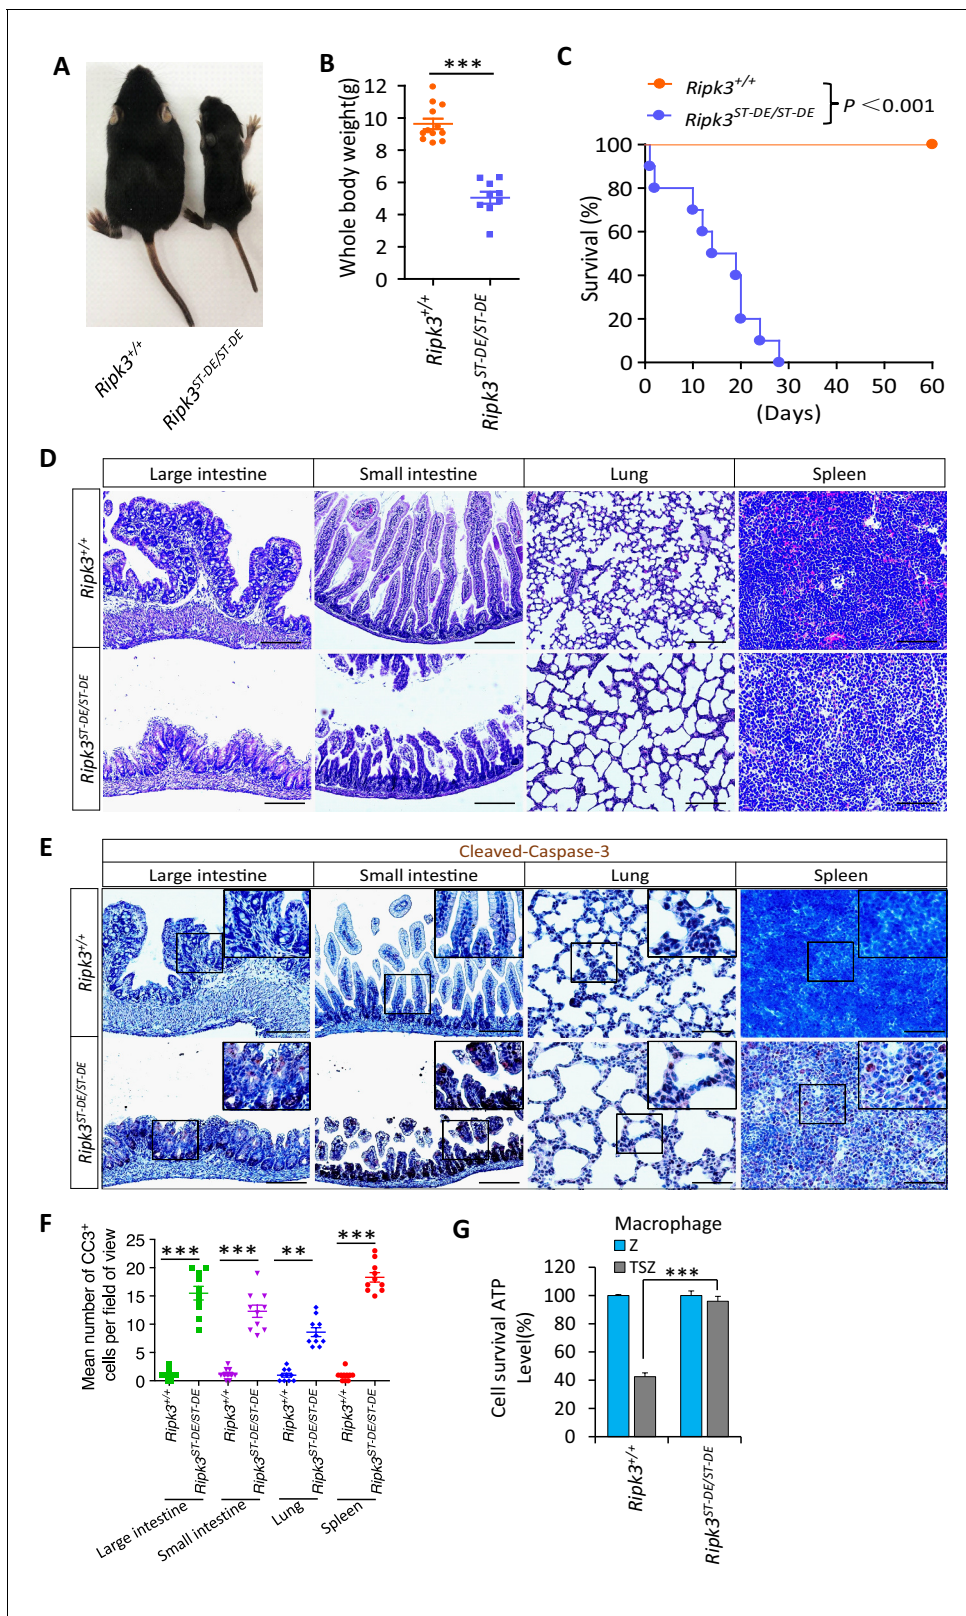 A
Ripk3+/+
Ripk3ST-DE/ST-DE
B
***
Whole body weight(g)
12
10
8
6
4
2
0
Ripk3+/+
Ripk3ST-DE/ST-DE
C
Ripk3+/+
Ripk3ST-DE/ST-DE
P <0.001
Survival (%)
100
80
60
40
20
0
0 10 20 30 40 50 60
(Days)
D
Large intestine Small intestine Lung Spleen
Ripk3+/+
Ripk3ST-DE/ST-DE
E
Cleaved-Caspase-3
Large intestine Small intestine Lung Spleen
Ripk3+/+
Ripk3ST-DE/ST-DE
F
Mean number of CC3+
cells per field of view
25
20
15
10
5
0
*** *** ** ***
Ripk3+/+
Ripk3ST-DE/ST-DE
Ripk3+/+
Ripk3ST-DE/ST-DE
Ripk3+/+
Ripk3ST-DE/ST-DE
Ripk3+/+
Ripk3ST-DE/ST-DE
Large intestine
Small intestine
Lung
Spleen
G
Macrophage
Z
TSZ
***
Cell survival ATP
Level(%)
120
100
80
60
40
20
0
Ripk3+/+
Ripk3ST-DE/ST-DE